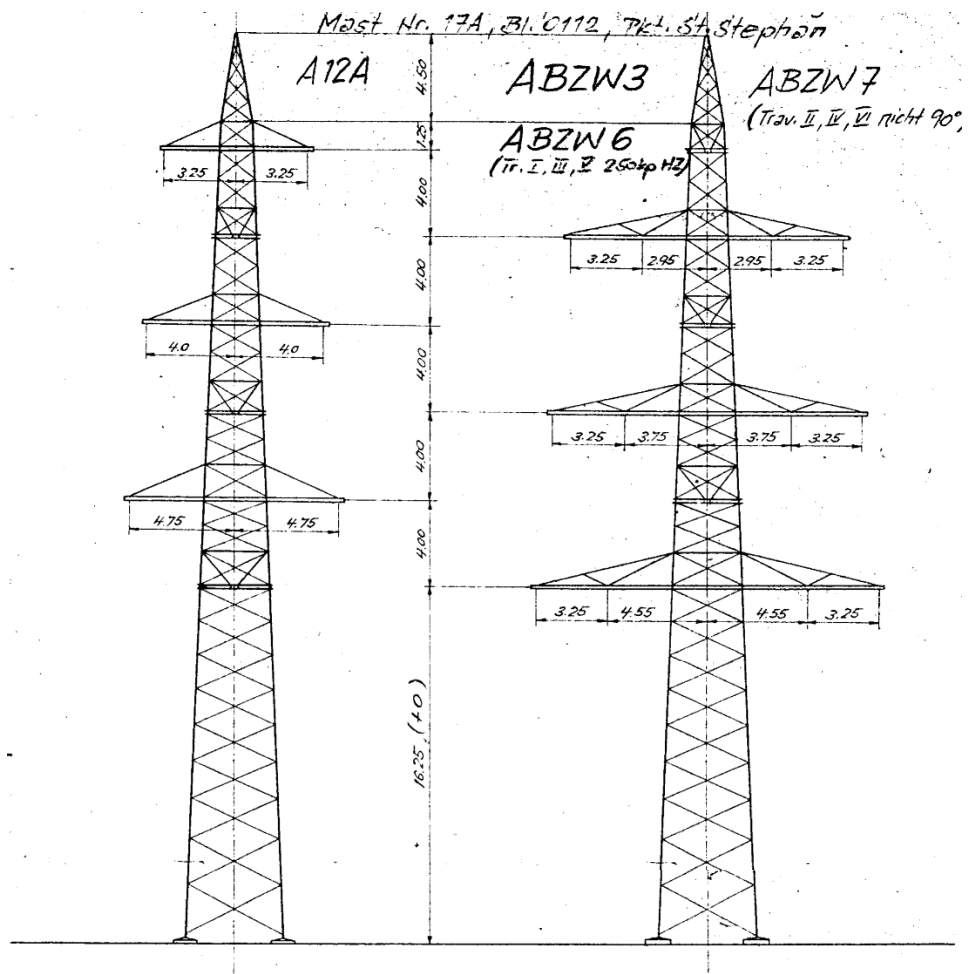 Mast Nr. 17A, Bl. 0112, Pkt. St. Stephan
A12A
ABZW3
ABZW7
(Trav. II, IV, VI nicht 90°,
ABZW6
(Tr. I, III, V 250kp HZ)
4.50
1.25
4.00
4.00
4.00
4.00
4.00
16.25 (+0)
3.25 3.25
4.0 4.0
4.75 4.75
3.25 2.95 2.95 3.25
3.25 3.75 3.75 3.25
3.25 4.55 4.55 3.25